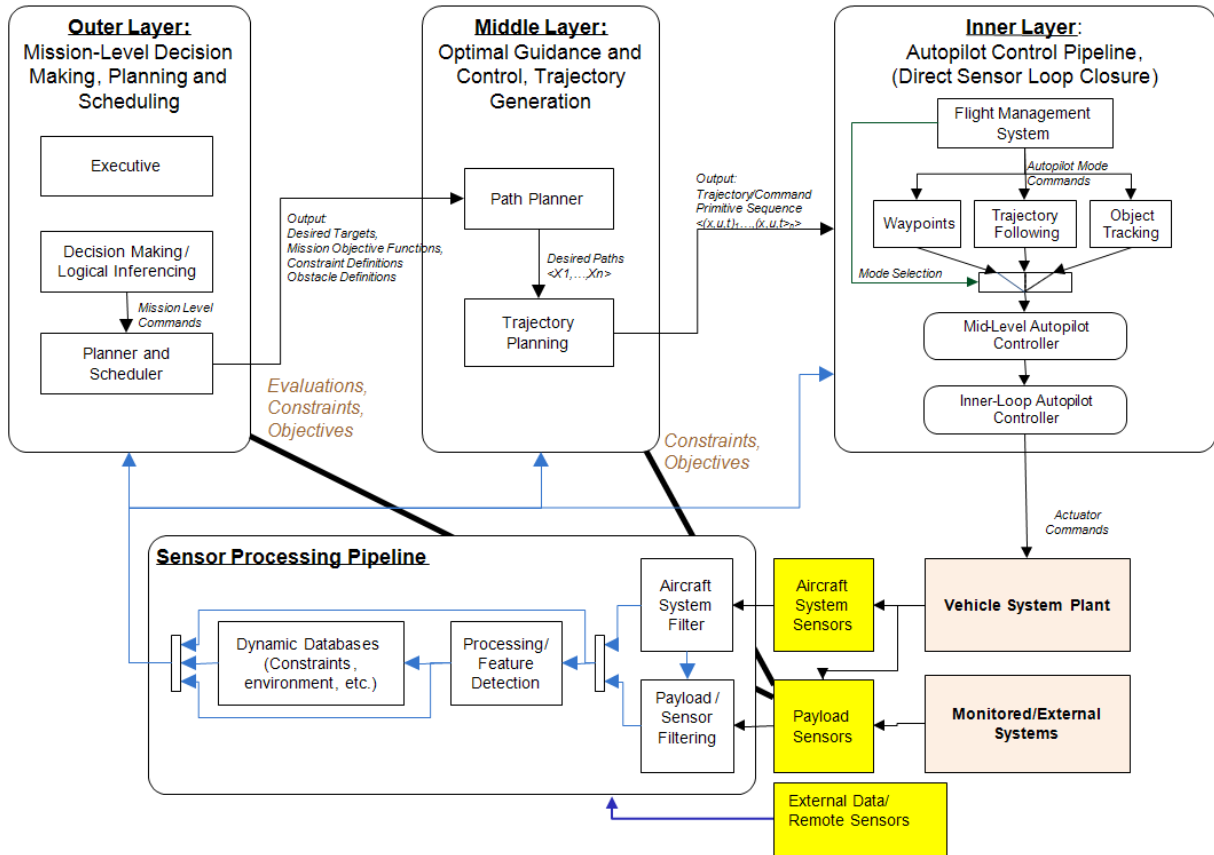 Outer Layer:
Mission-Level Decision
Making, Planning and
Scheduling
Executive
Decision Making/
Logical Inferencing
Mission Level
Commands
Planner and
Scheduler
Output:
Desired Targets,
Mission Objective Functions,
Constraint Definitions
Obstacle Definitions
Evaluations,
Constraints,
Objectives
Middle Layer:
Optimal Guidance and
Control, Trajectory
Generation
Path Planner
Desired Paths
<X1,...,Xn>
Trajectory
Planning
Output:
Trajectory/Command
Primitive Sequence
<(x,u,t)1...,(x,u,t>n>
Constraints,
Objectives
Inner Layer:
Autopilot Control Pipeline,
(Direct Sensor Loop Closure)
Flight Management
System
Autopilot Mode
Commands
Waypoints
Trajectory
Following
Object
Tracking
Mode Selection
Mid-Level Autopilot
Controller
Inner-Loop Autopilot
Controller
Actuator
Commands
Sensor Processing Pipeline
Dynamic Databases
(Constraints,
environment, etc.)
Processing/
Feature
Detection
Aircraft
System
Filter
Payload /
Sensor
Filtering
Aircraft
System
Sensors
Payload
Sensors
Vehicle System Plant
Monitored/External
Systems
External Data/
Remote Sensors